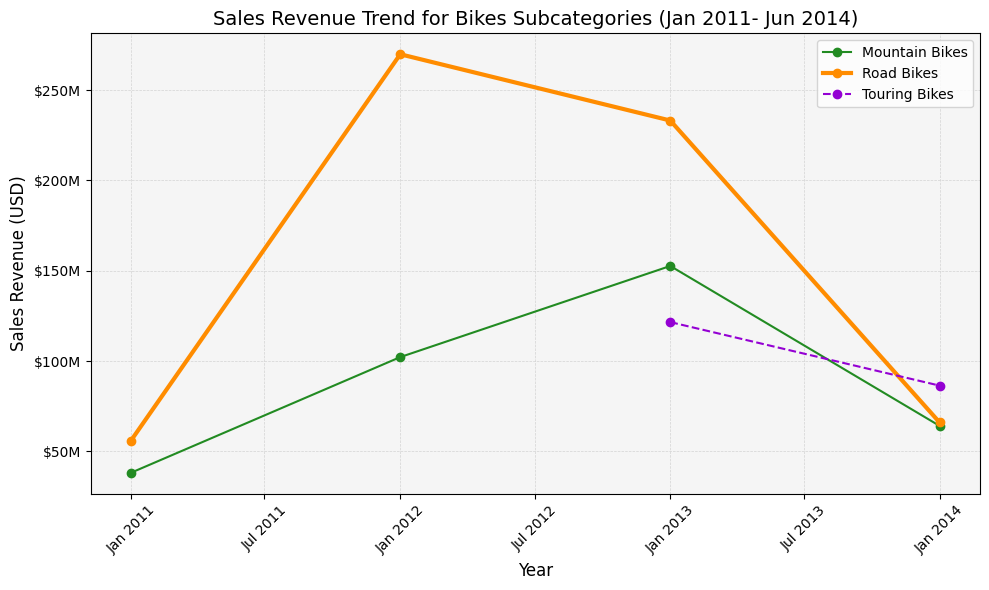 Sales Revenue Trend for Bikes Subcategories (Jan 2011- Jun 2014)
Mountain Bikes
Road Bikes
Touring Bikes
Sales Revenue (USD)
$250M
$200M
$150M
$100M
$50M
Jan 2011
Jul 2011
Jan 2012
Jul 2012
Jan 2013
Jul 2013
Jan 2014
Year